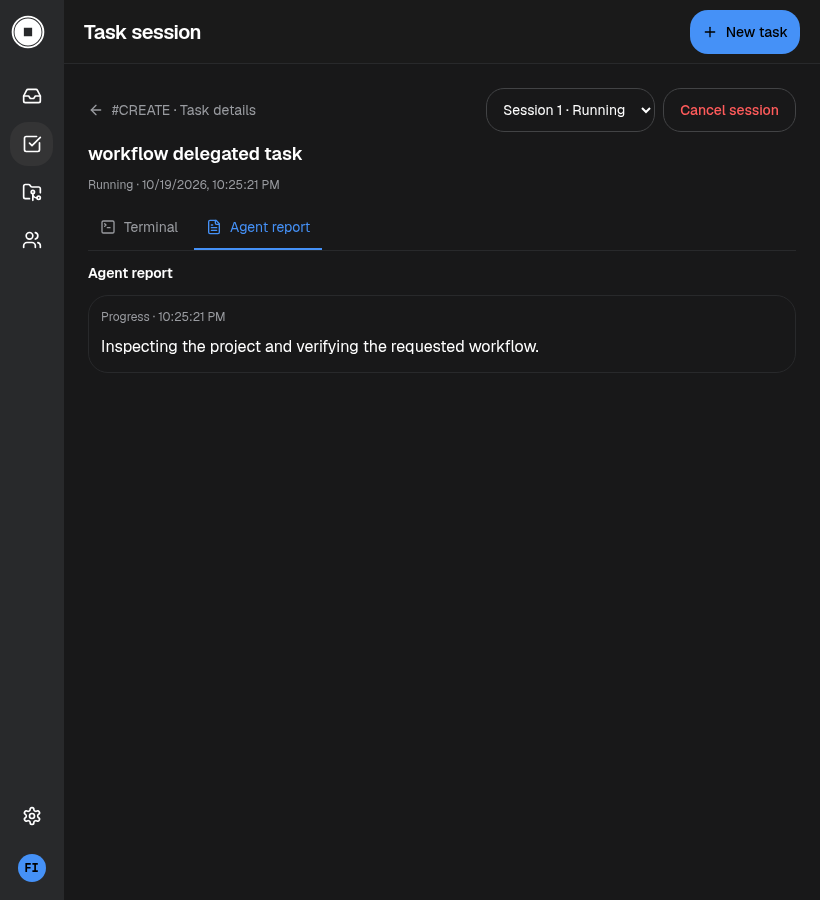 Task session
New task
#CREATE · Task details
Session 1 · Running
Cancel session
workflow delegated task
Running · 10/19/2026, 10:25:21 PM
Terminal
Agent report
Agent report
Progress · 10:25:21 PM
Inspecting the project and verifying the requested workflow.
FI